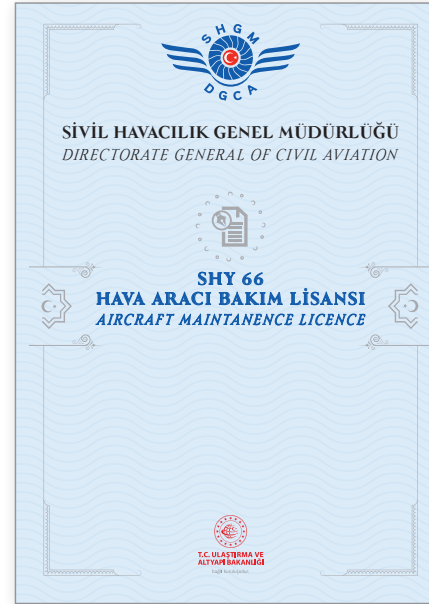 SHGM
DGCA
SİVİL HAVACILIK GENEL MÜDÜRLÜĞÜ
DIRECTORATE GENERAL OF CIVIL AVIATION
SHY 66
HAVA ARACI BAKIM LİSANSI
AIRCRAFT MAINTANENCE LICENCE
T.C. ULAŞTIRMA VE
ALTYAPI BAKANLIĞI